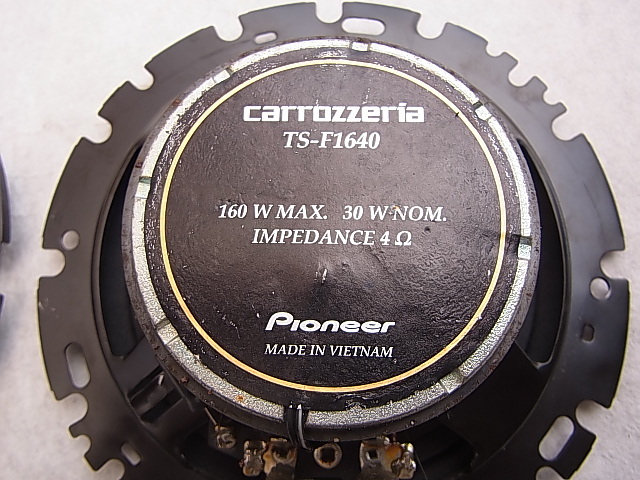 carrozzeria
TS-F1640
160 W MAX. 30 W NOM.
IMPEDANCE 4 Ω
Pioneer
MADE IN VIETNAM